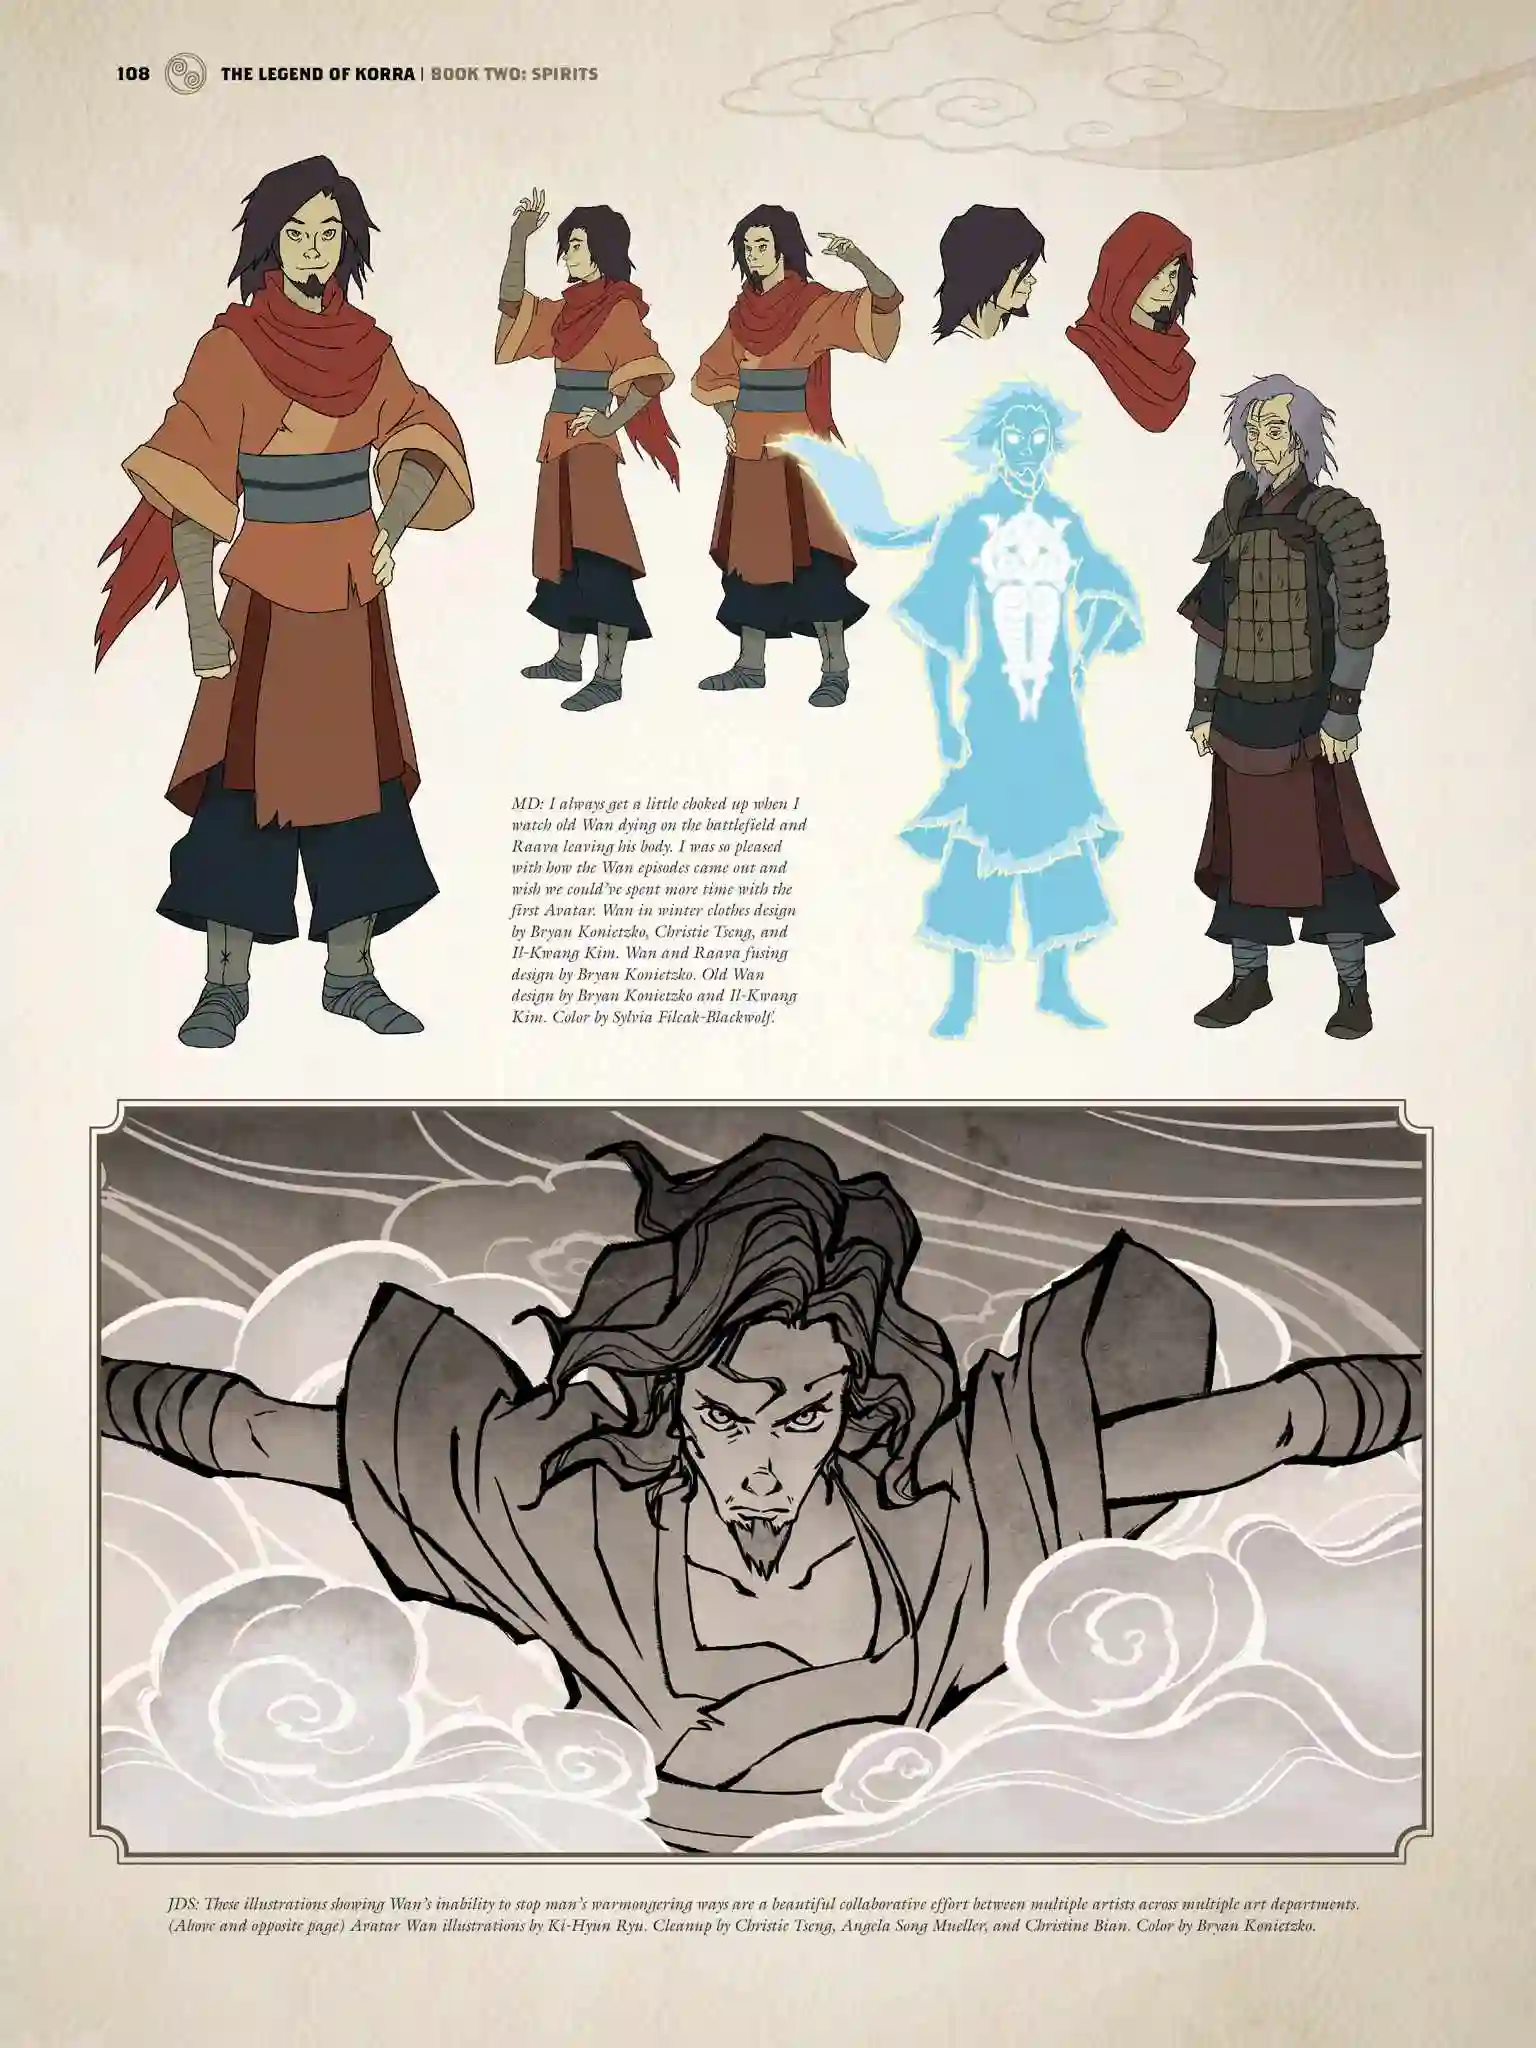 108 THE LEGEND OF KORRA | BOOK TWO: SPIRITS
MD: I always get a little choked up when I
watch old Wan dying on the battlefield and
Raava leaving his body. I was so pleased
with how the Wan episodes came out and
wish we could've spent more time with the
first Avatar. Wan in winter clothes design
by Bryan Konietzko, Christie Tseng, and
Il-Kwang Kim. Wan and Raava fusing
design by Bryan Konietzko. Old Wan
design by Bryan Konietzko and Il-Kwang
Kim. Color by Sylvia Filcak-Blackwolf.
JDS: These illustrations showing Wan's inability to stop man's warmongering ways are a beautiful collaborative effort between multiple artists across multiple art departments.
(Above and opposite page) Avatar Wan illustrations by Ki-Hyun Ryu. Cleanup by Christie Tseng, Angela Song Mueller, and Christine Bian. Color by Bryan Konietzko.